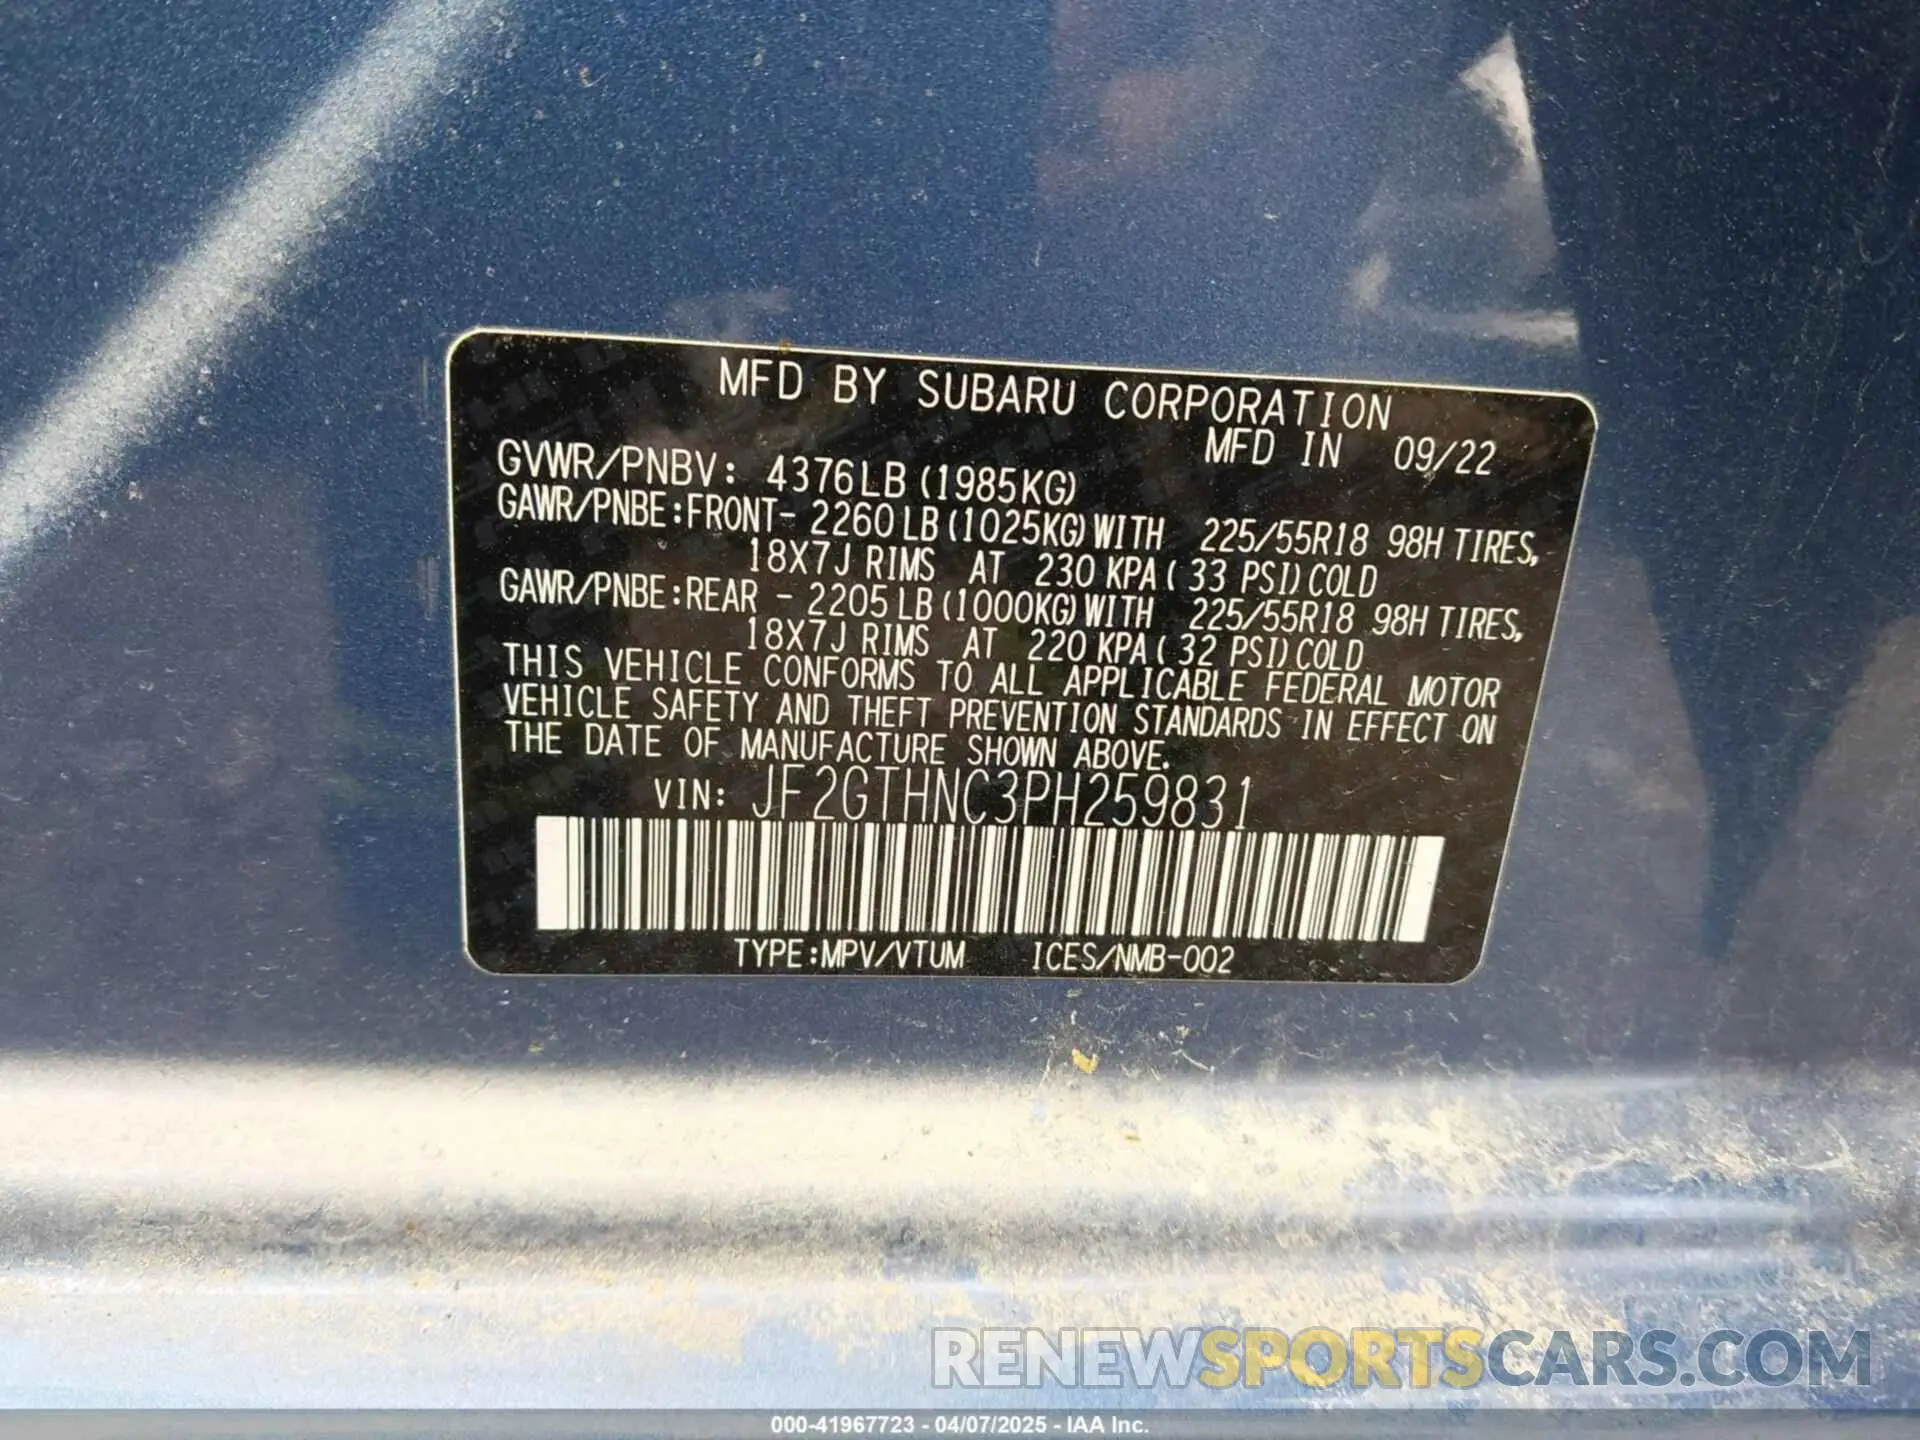 MFD BY SUBARU CORPORATION
MFD IN 09/22
GVWR/PNBV: 4376LB (1985KG)
GAWR/PNBE:FRONT- 2260LB (1025KG) WITH 225/55R18 98H TIRES,
18X7J RIMS AT 230 KPA ( 33 PSI) COLD
GAWR/PNBE:REAR - 2205LB (1000KG) WITH 225/55R18 98H TIRES,
18X7J RIMS AT 220 KPA ( 32 PSI) COLD
THIS VEHICLE CONFORMS TO ALL APPLICABLE FEDERAL MOTOR
VEHICLE SAFETY AND THEFT PREVENTION STANDARDS IN EFFECT ON
THE DATE OF MANUFACTURE SHOWN ABOVE.
VIN: JF2GTHNC3PH259831
TYPE:MPV/VTUM ICES/NMB-002
RENEWSPORTSCARS.COM
000-41967723 - 04/07/2025 - IAA Inc.